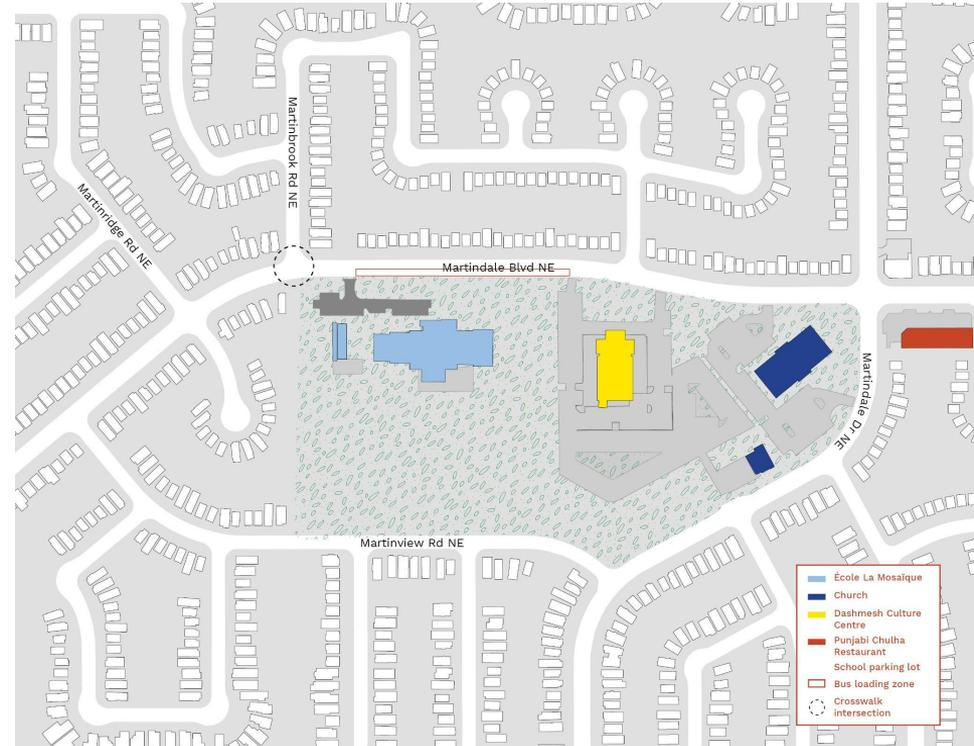 Martinbrook Rd NE
Martinridge Rd NE
Martindale Blvd NE
Martindale Dr NE
Martinview Rd NE
École La Mosaïque
Church
Dashmesh Culture
Centre
Punjabi Chulha
Restaurant
School parking lot
Bus loading zone
Crosswalk
intersection